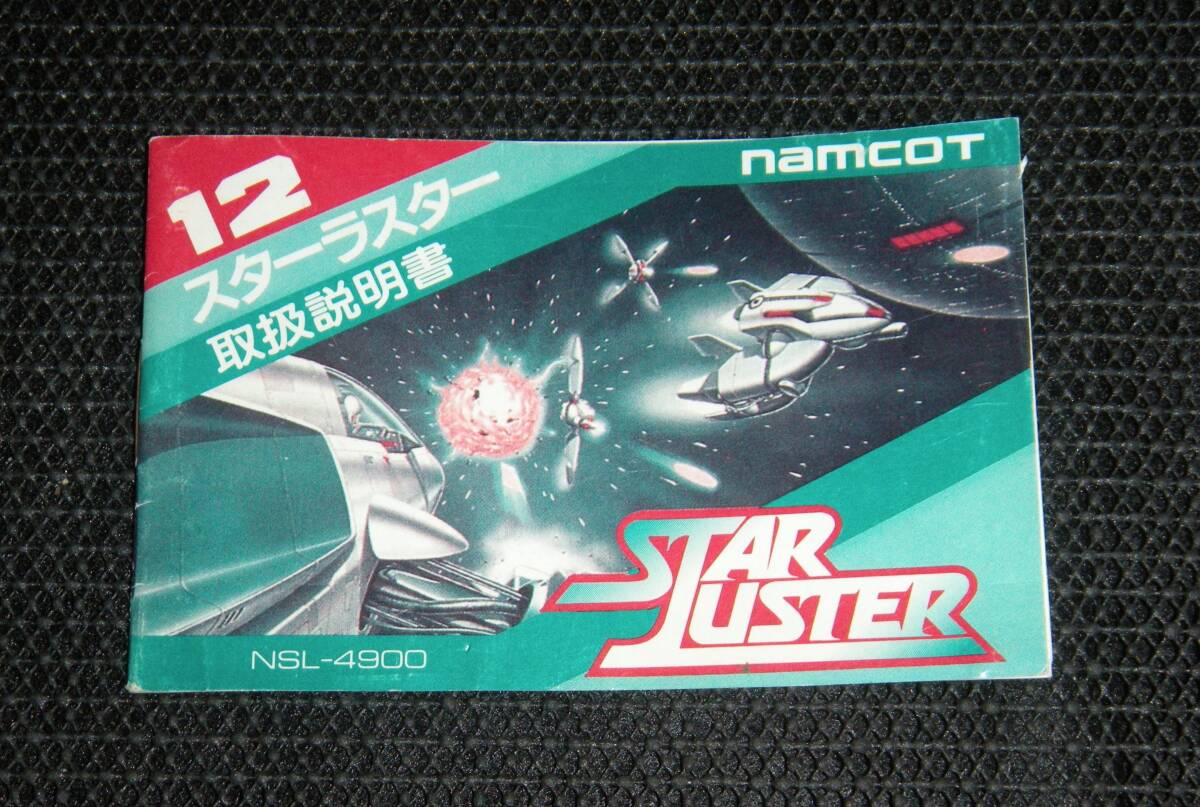 namcoT
12
スターラスター
取扱説明書
STAR
LUSTER
NSL-4900